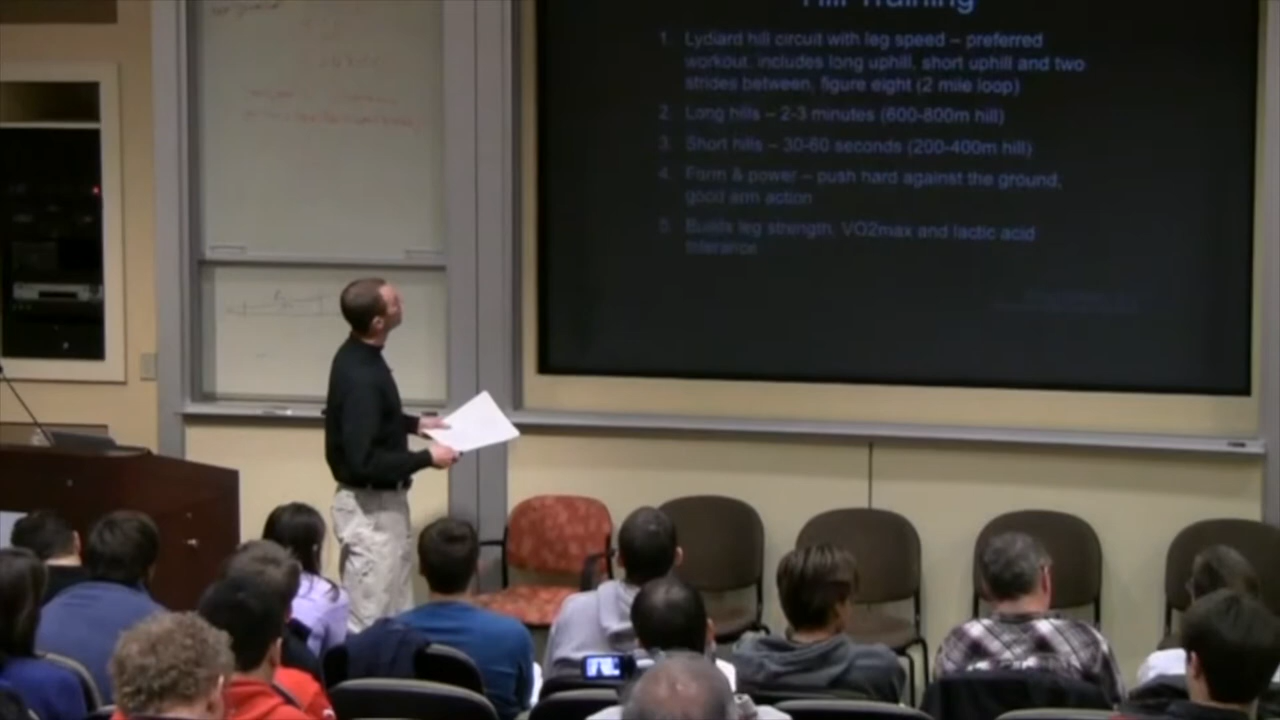 Hill Training
1. Lydiard hill circuit with leg speed – preferred
workout, includes long uphill, short uphill and two
strides between, figure eight (2 mile loop)
2. Long hills – 2-3 minutes (600-800m hill)
3. Short hills – 30-60 seconds (200-400m hill)
4. Form & power – push hard against the ground,
good arm action
5. Builds leg strength, VO2max and lactic acid
tolerance